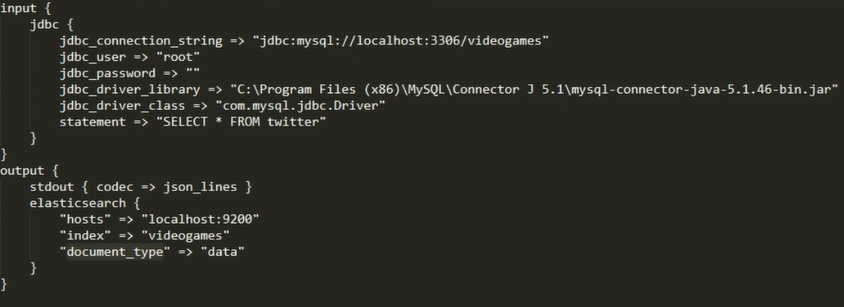 input {
    jdbc {
        jdbc_connection_string => "jdbc:mysql://localhost:3306/videogames"
        jdbc_user => "root"
        jdbc_password => ""
        jdbc_driver_library => "C:\Program Files (x86)\MySQL\Connector J 5.1\mysql-connector-java-5.1.46-bin.jar"
        jdbc_driver_class => "com.mysql.jdbc.Driver"
        statement => "SELECT * FROM twitter"
    }
}
output {
    stdout { codec => json_lines }
    elasticsearch {
        "hosts" => "localhost:9200"
        "index" => "videogames"
        "document_type" => "data"
    }
}